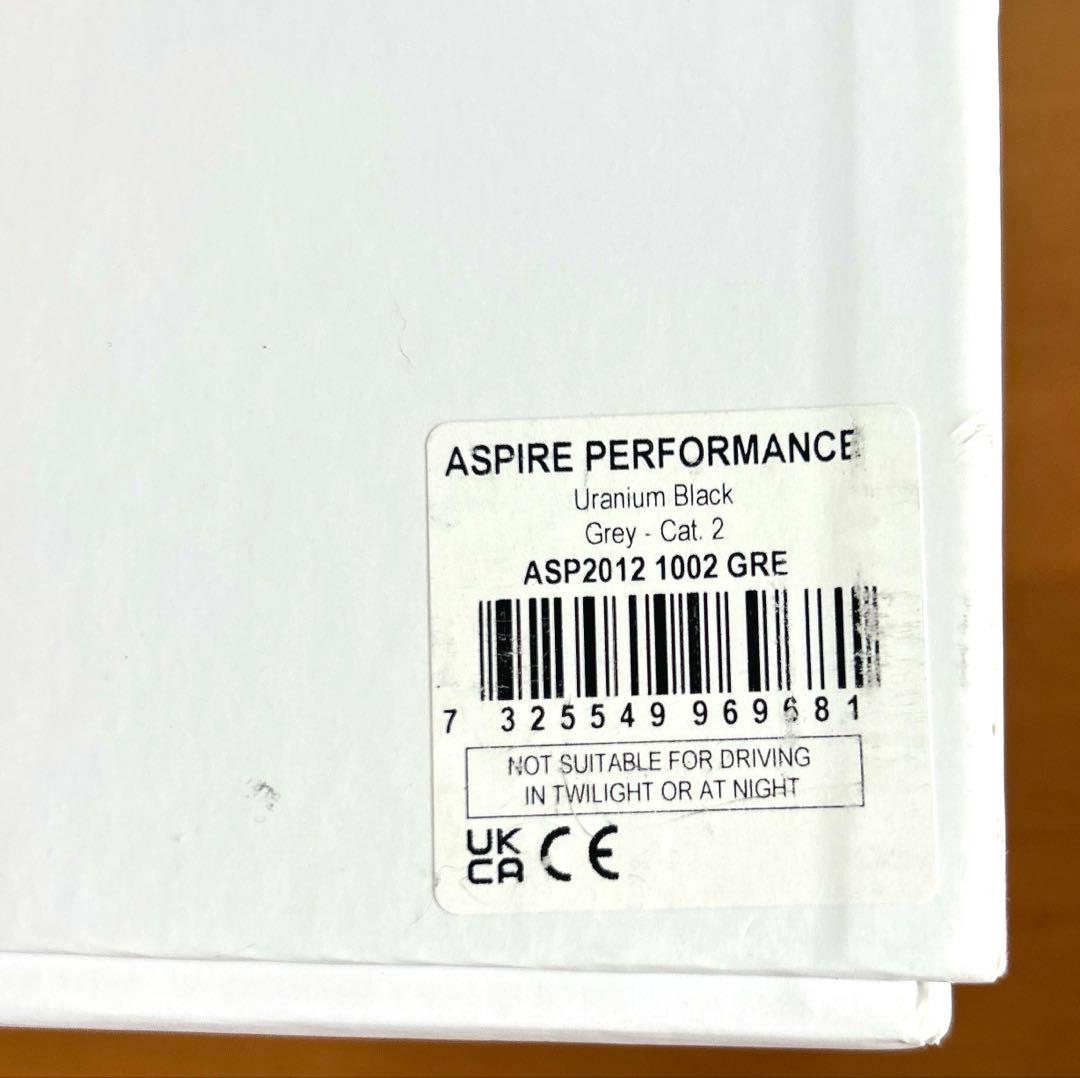 ASPIRE PERFORMANCE
Uranium Black
Grey - Cat. 2
ASP2012 1002 GRE
7 325549 969681
NOT SUITABLE FOR DRIVING
IN TWILIGHT OR AT NIGHT
UK
CA CE